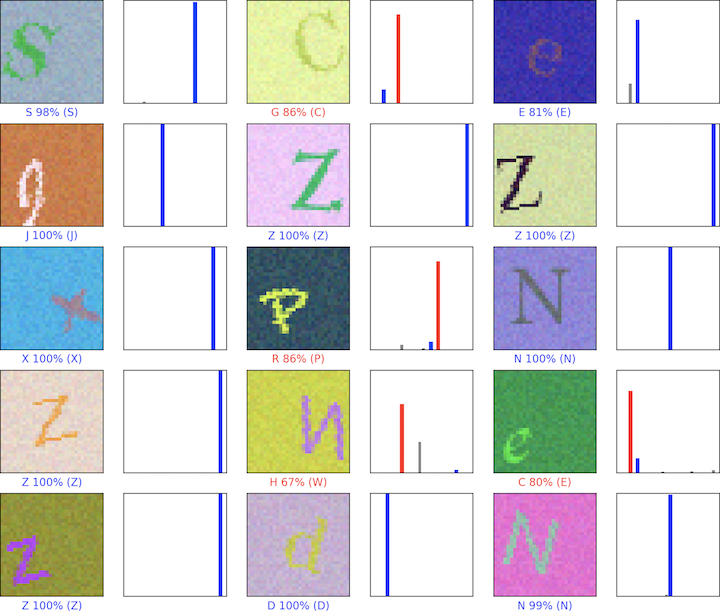 S C e
S 98% (S) G 86% (C) E 81% (E)
J Z Z
J 100% (J) Z 100% (Z) Z 100% (Z)
x P N
X 100% (X) R 86% (P) N 100% (N)
Z W e
Z 100% (Z) H 67% (W) C 80% (E)
Z d N
Z 100% (Z) D 100% (D) N 99% (N)